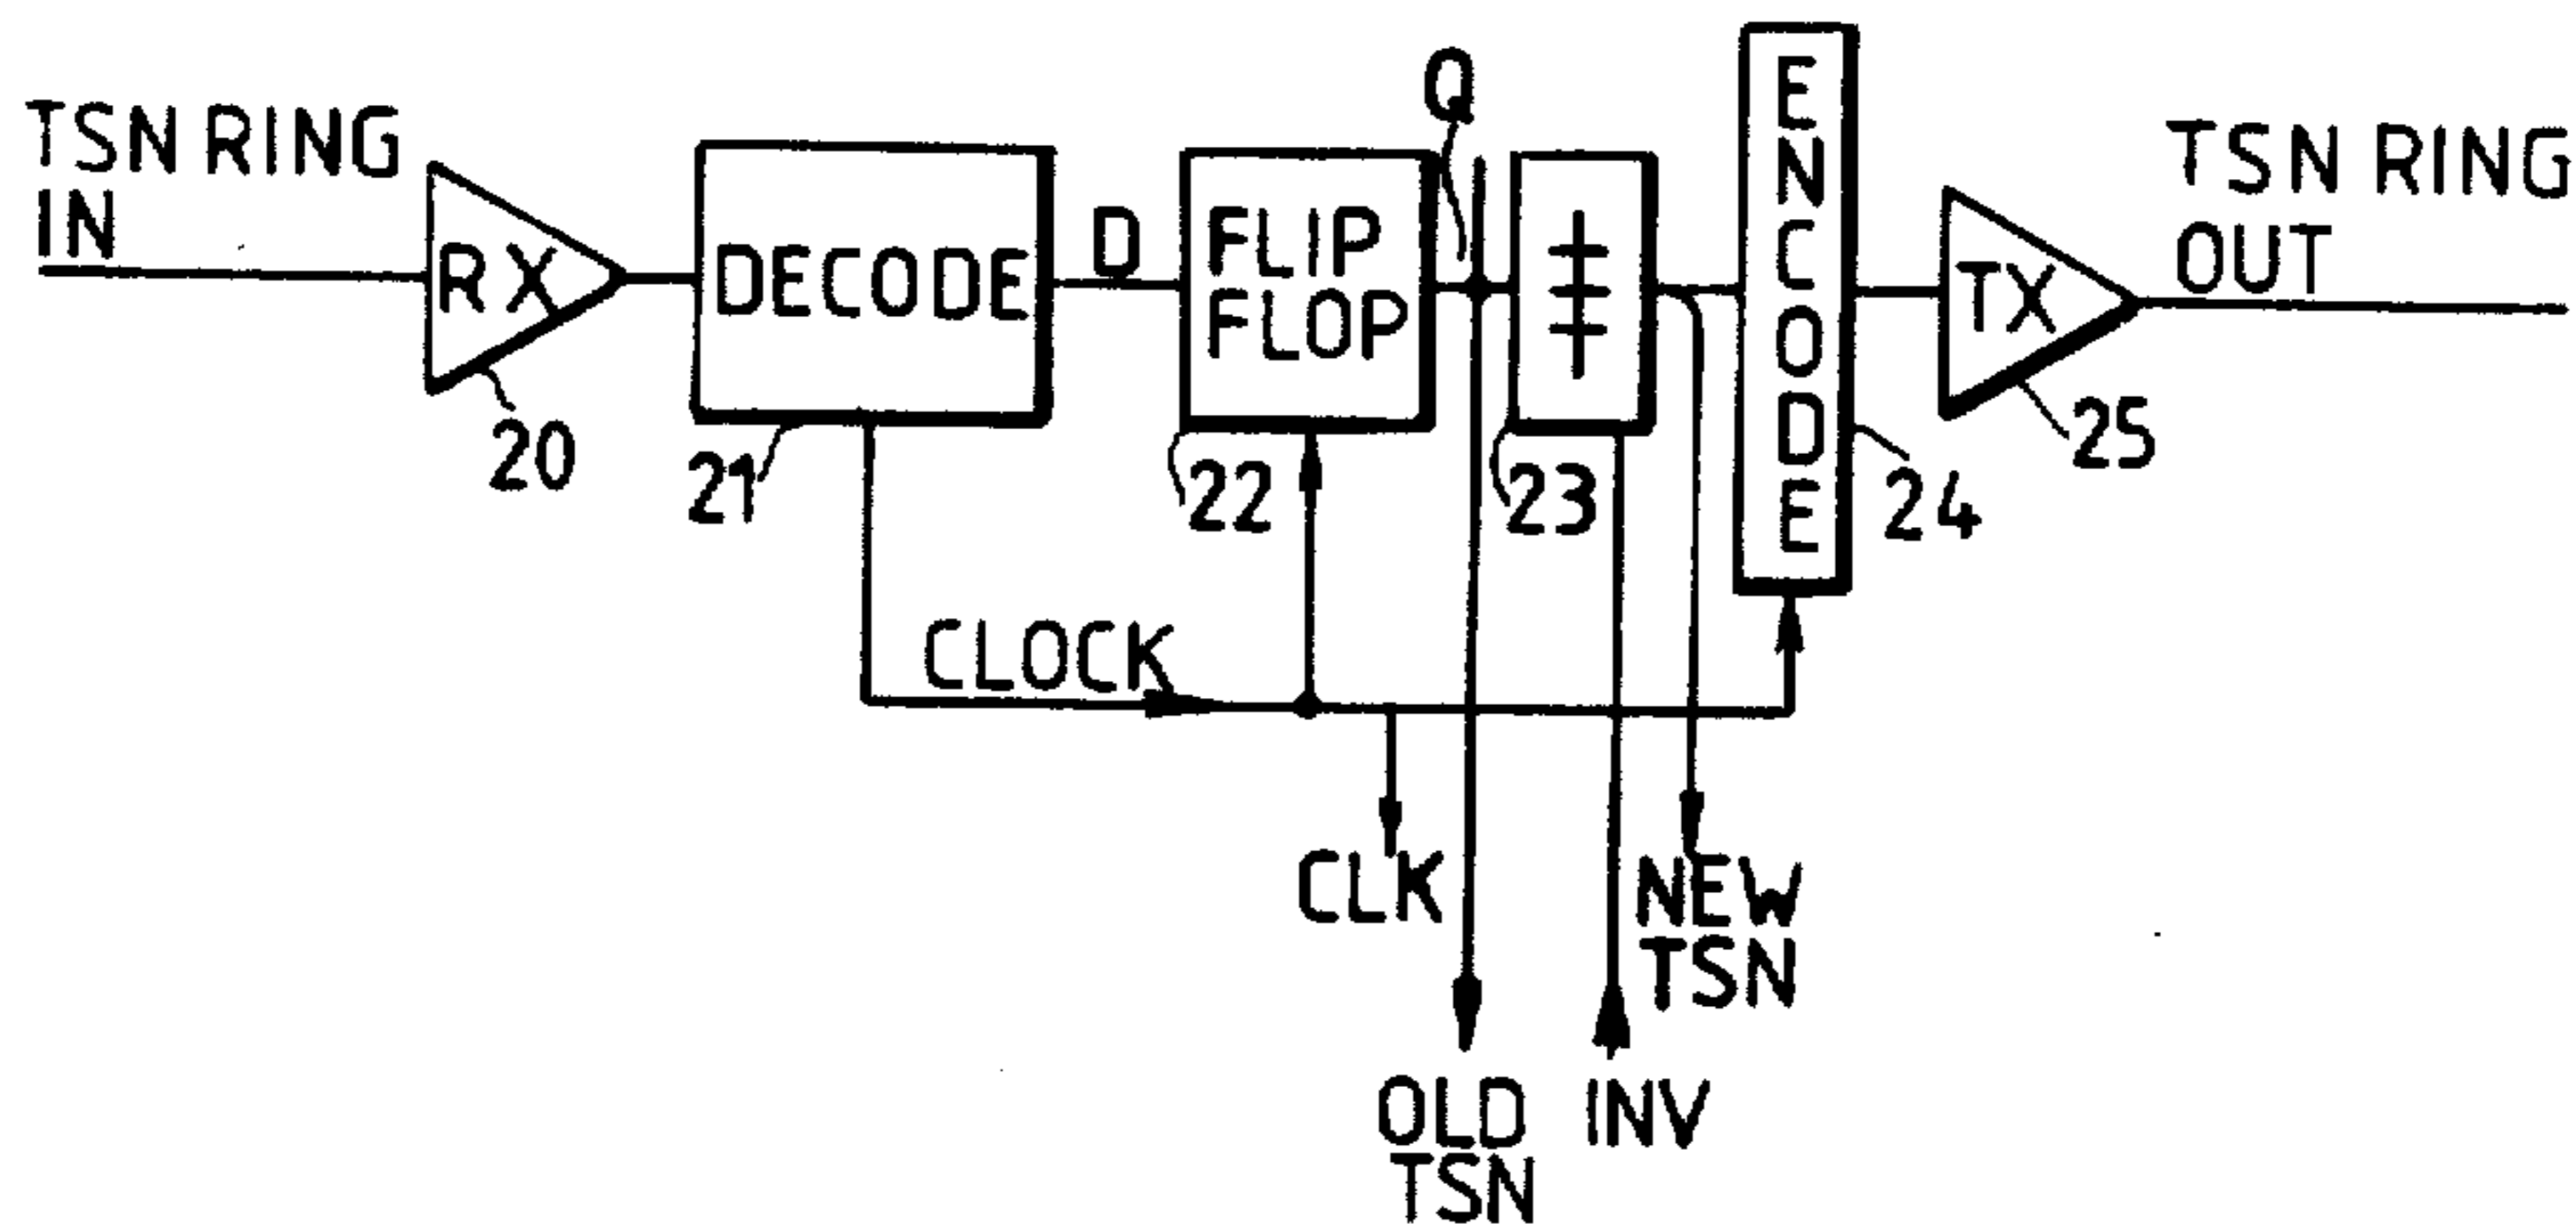 TSN RING
IN
RX
20
DECODE
21
D
FLIP
FLOP
22
Q
23
ENCODE
24
TX
25
TSN RING
OUT
CLOCK
CLK
NEW
TSN
OLD
TSN
INV